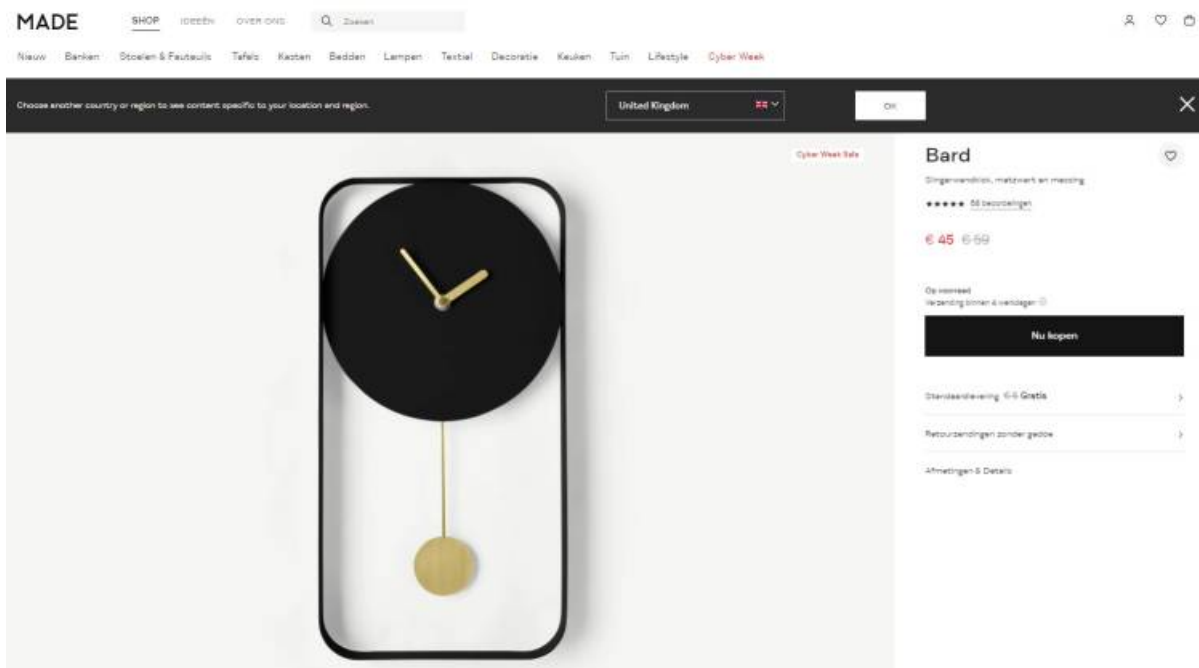 MADE
SHOP IDEEËN OVER ONS Zoeken
Nieuw Banken Stoelen & Fauteuils Tafels Kasten Bedden Lampen Textiel Decoratie Keuken Tuin Lifestyle Cyber Week
Choose another country or region to see content specific to your location and region. United Kingdom OK
Cyber Week Sale
Bard
Slingerwandklok, matzwart en messing
★★★★★ 56 beoordelingen
€ 45 € 59
Op voorraad
Verzending binnen 4 werkdagen
Nu kopen
Standaardlevering € 5 Gratis
Retourzendingen zonder gedoe
Afmetingen & Details